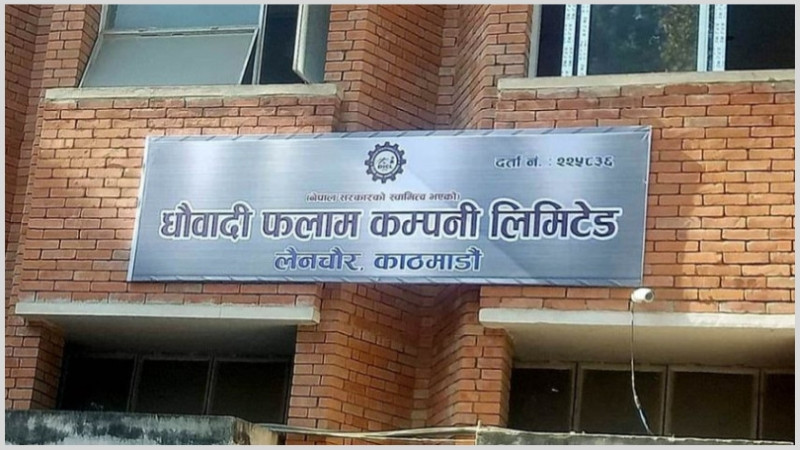 दर्ता नं. : २२५८३६
(नेपाल सरकारको स्वामित्व भएको)
धौवादी फलाम कम्पनी लिमिटेड
लैनचौर, काठमाडौं